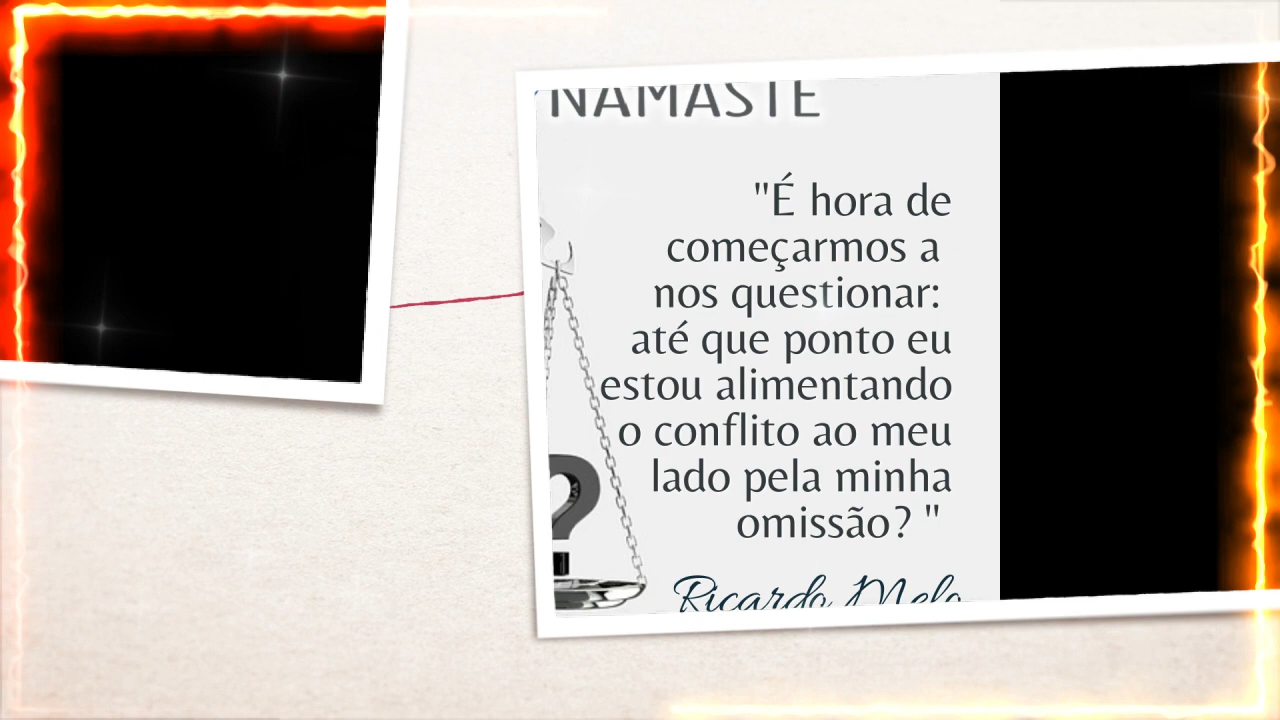 NAMASTE
"É hora de
começarmos a
nos questionar:
até que ponto eu
estou alimentando
o conflito ao meu
lado pela minha
omissão? "
Ricardo Melo